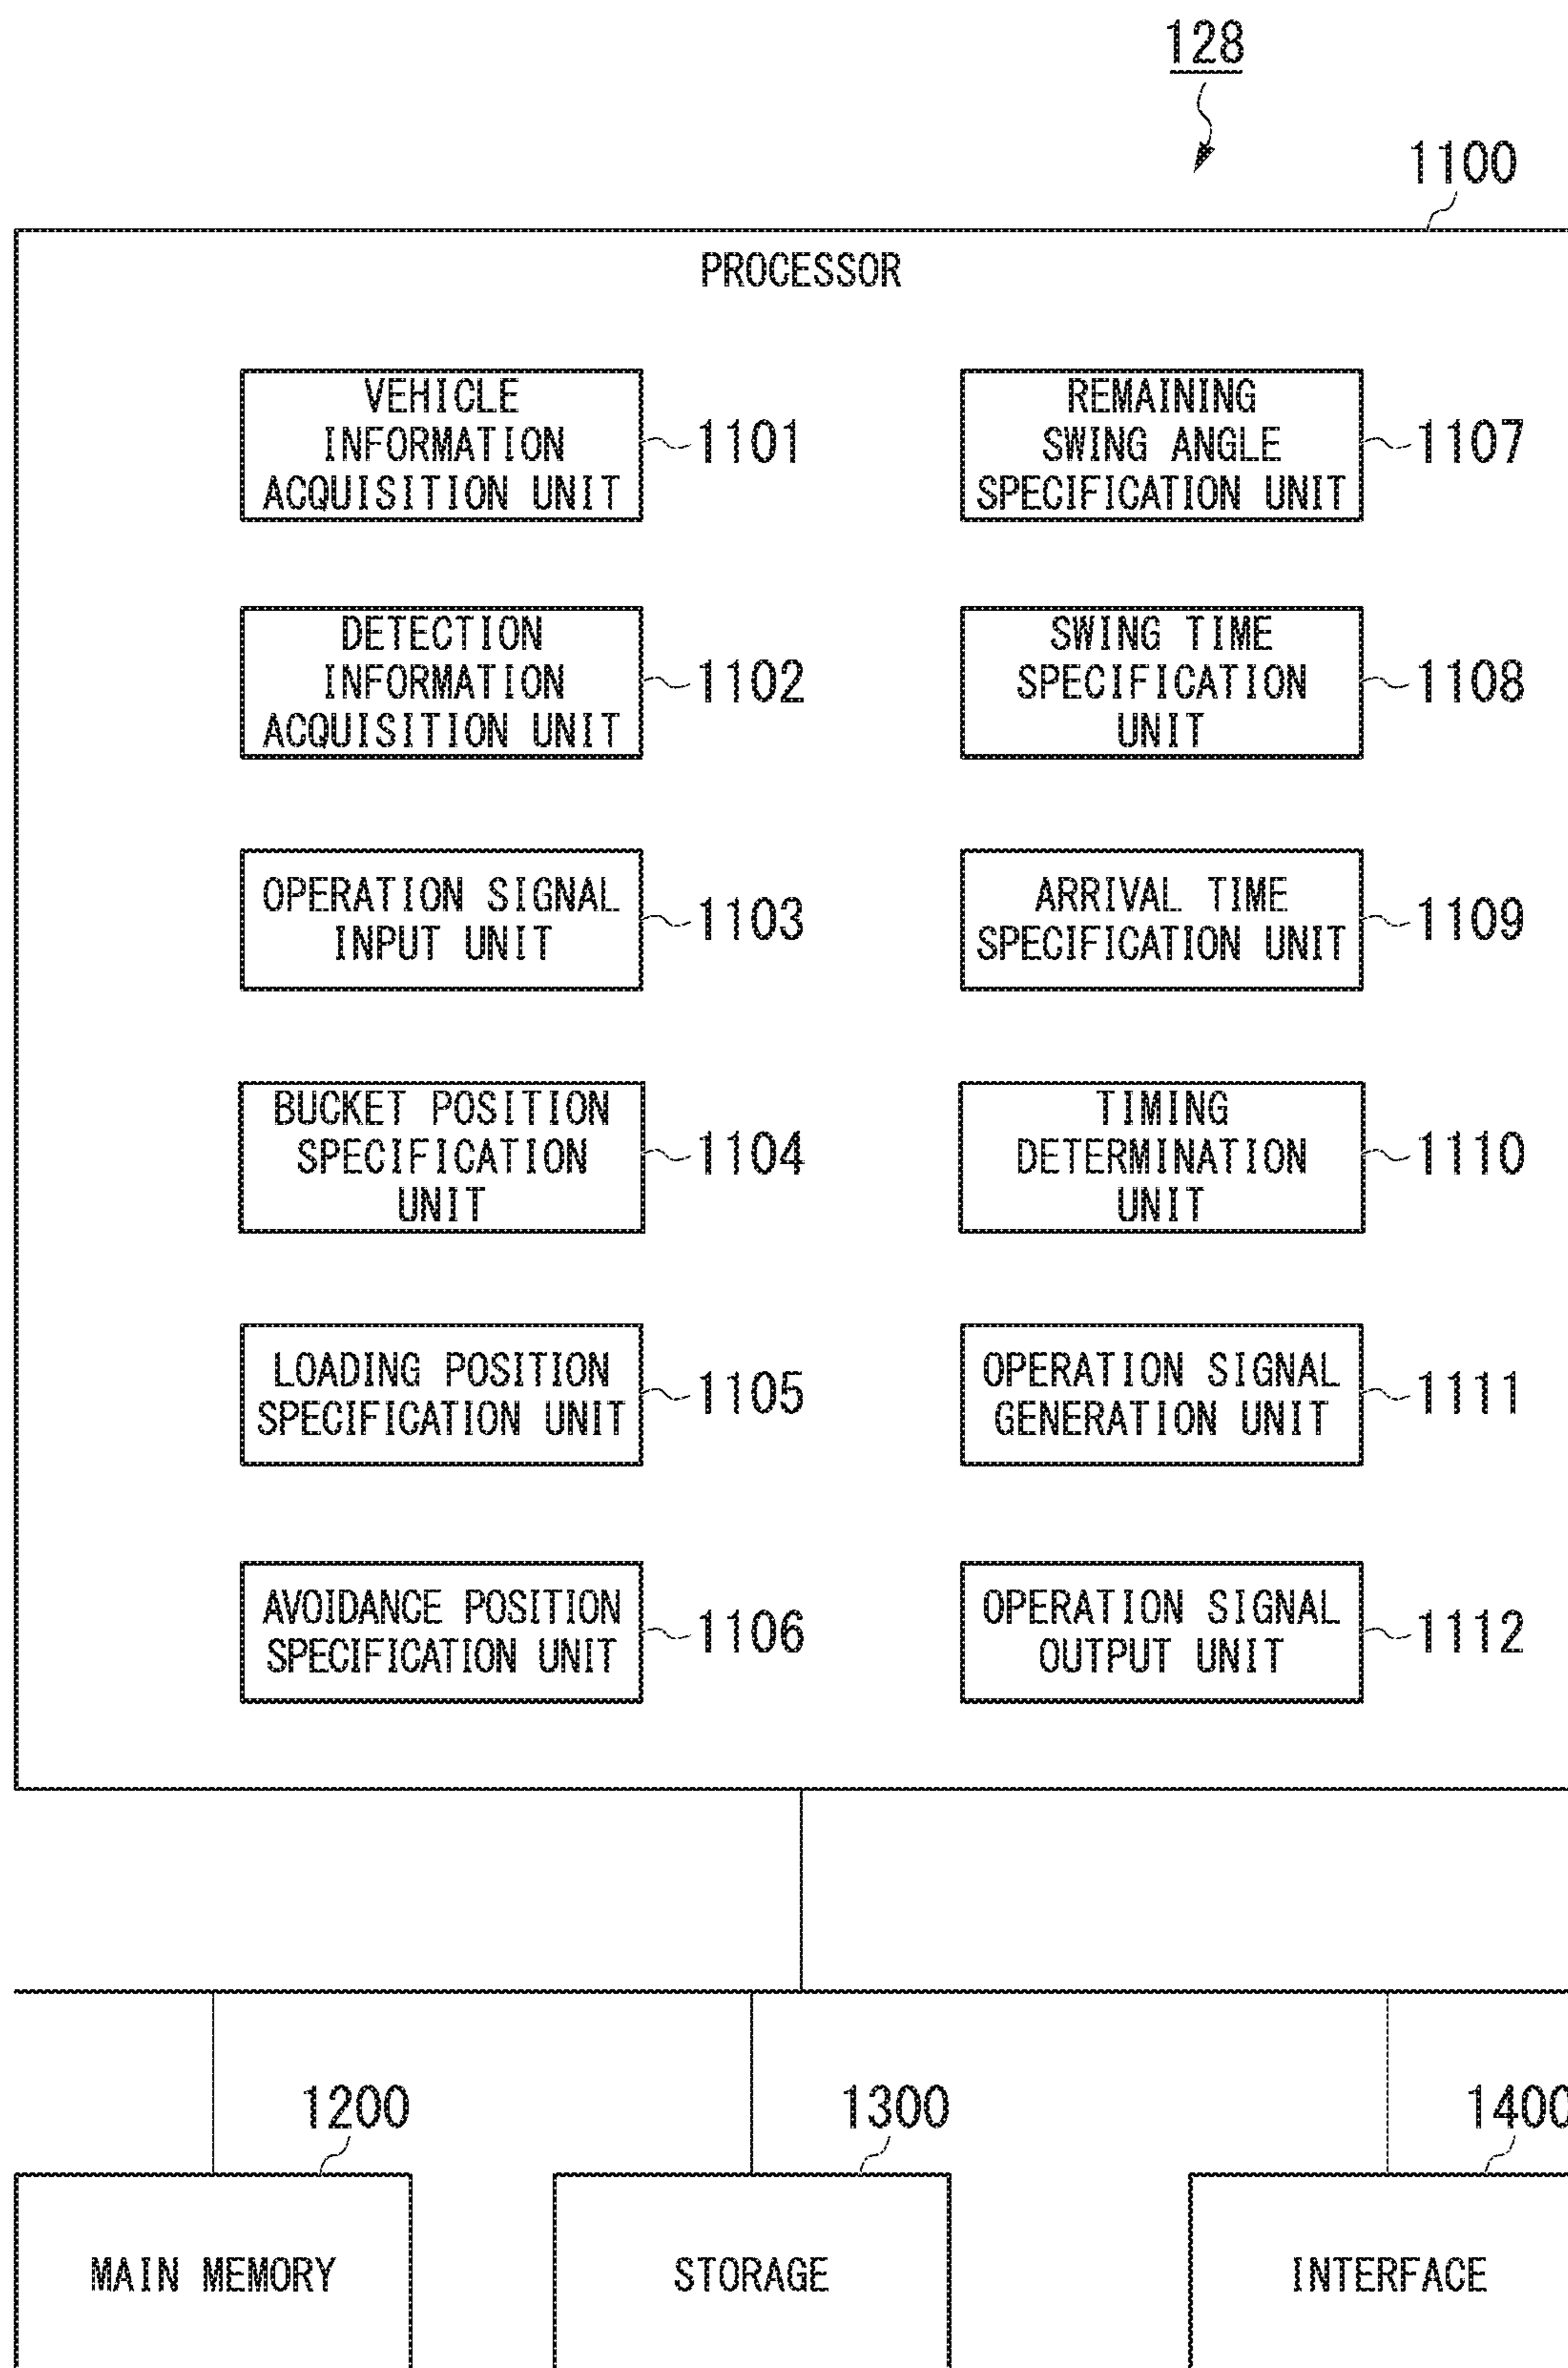 128
1100
PROCESSOR
VEHICLE
INFORMATION
ACQUISITION UNIT
1101
DETECTION
INFORMATION
ACQUISITION UNIT
1102
OPERATION SIGNAL
INPUT UNIT
1103
BUCKET POSITION
SPECIFICATION
UNIT
1104
LOADING POSITION
SPECIFICATION UNIT
1105
AVOIDANCE POSITION
SPECIFICATION UNIT
1106
REMAINING
SWING ANGLE
SPECIFICATION UNIT
1107
SWING TIME
SPECIFICATION
UNIT
1108
ARRIVAL TIME
SPECIFICATION UNIT
1109
TIMING
DETERMINATION
UNIT
1110
OPERATION SIGNAL
GENERATION UNIT
1111
OPERATION SIGNAL
OUTPUT UNIT
1112
1200
MAIN MEMORY
1300
STORAGE
1400
INTERFACE